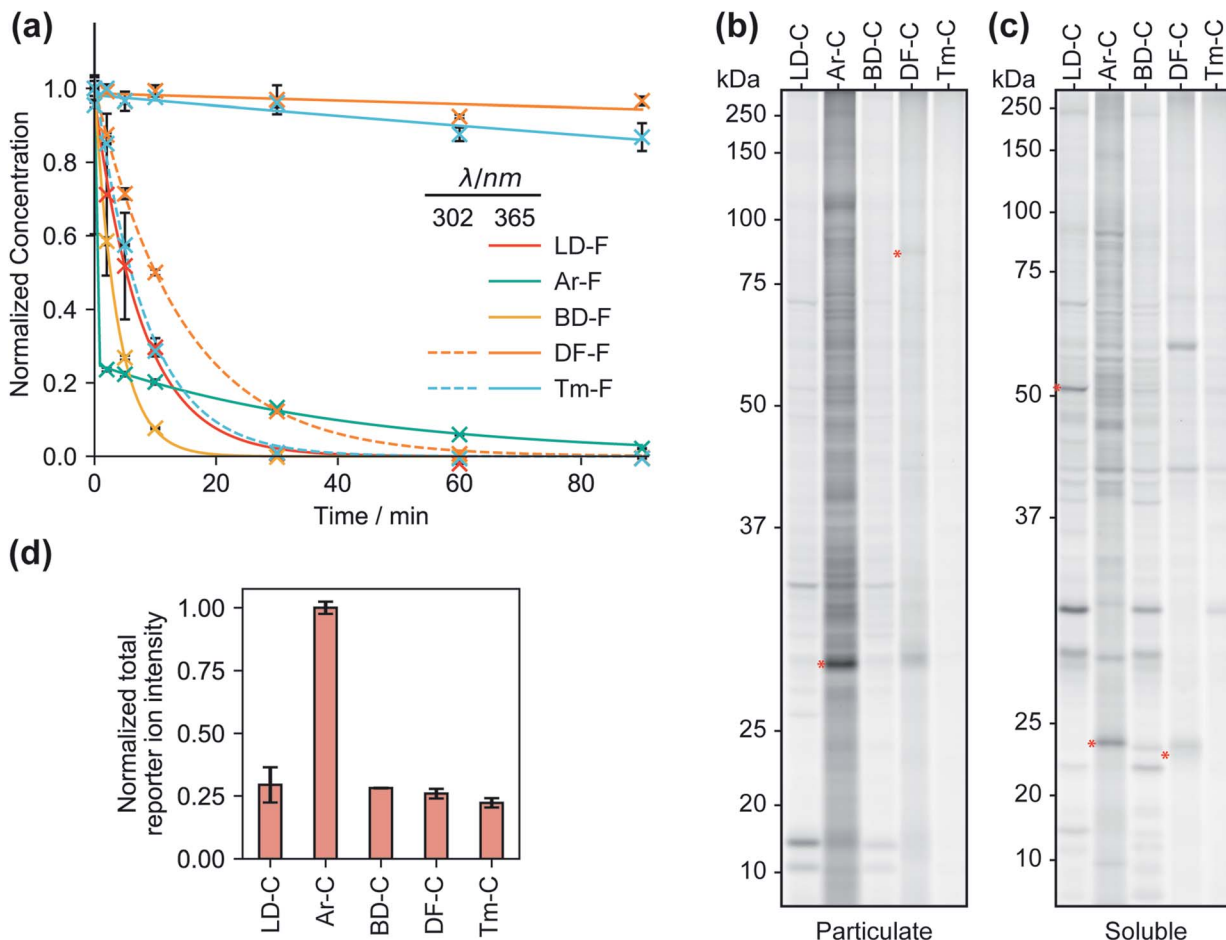 (a)
Normalized Concentration
1.0
0.8
0.6
0.4
0.2
0.0
0
20
40
60
80
Time / min
λ/nm
302 365
LD-F
Ar-F
BD-F
DF-F
Tm-F
(b)
kDa
LD-C
Ar-C
BD-C
DF-C
Tm-C
250
150
100
75
50
37
25
20
10
*
*
Particulate
(c)
kDa
LD-C
Ar-C
BD-C
DF-C
Tm-C
250
150
100
75
50
37
25
20
10
*
*
*
Soluble
(d)
Normalized total
reporter ion intensity
1.00
0.75
0.50
0.25
0.00
LD-C
Ar-C
BD-C
DF-C
Tm-C